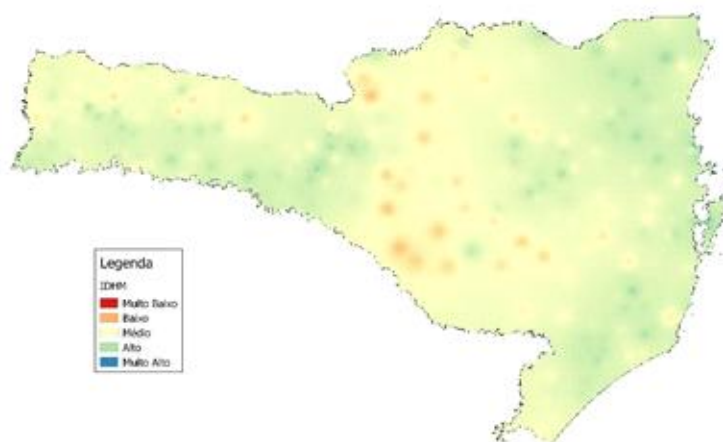 Legenda
IDHM
Muito Baixo
Baixo
Médio
Alto
Muito Alto